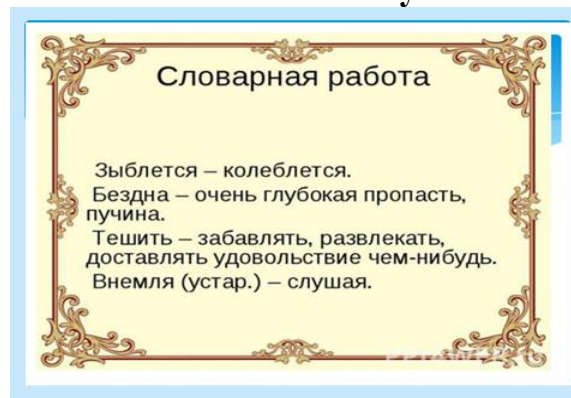 Словарная работа
Зыблется – колеблется.
Бездна – очень глубокая пропасть,
пучина.
Тешить – забавлять, развлекать,
доставлять удовольствие чем-нибудь.
Внемля (устар.) – слушая.